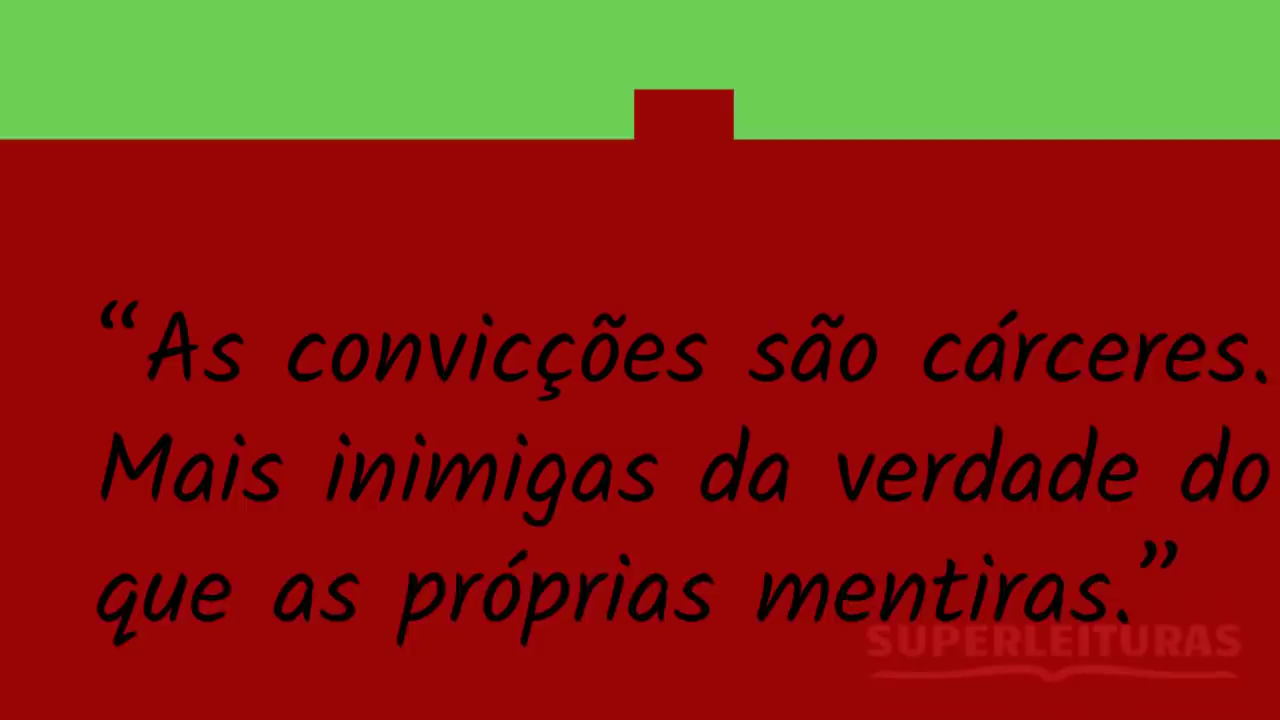 “As convicções são cárceres.
Mais inimigas da verdade do
que as próprias mentiras.”
SUPERLEITURAS